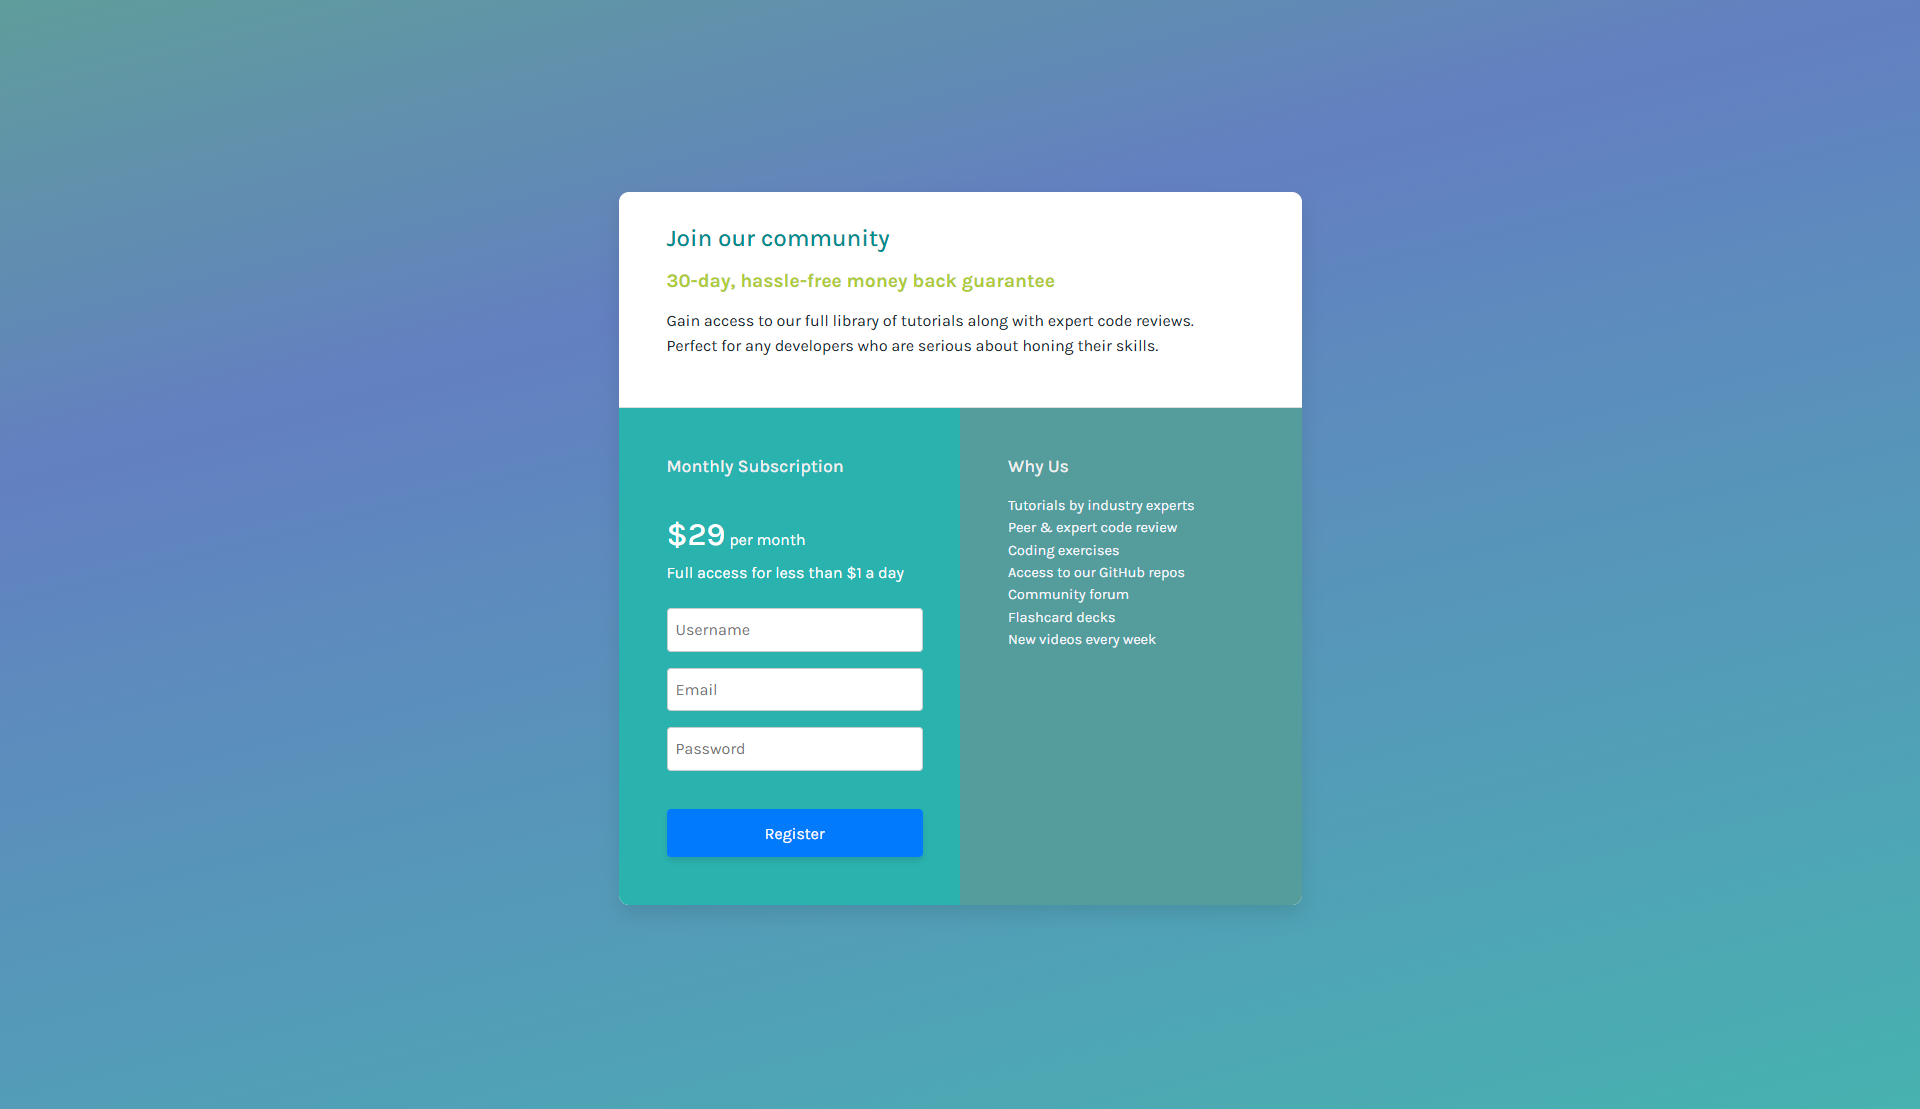 Join our community
30-day, hassle-free money back guarantee
Gain access to our full library of tutorials along with expert code reviews.
Perfect for any developers who are serious about honing their skills.
Monthly Subscription
$29 per month
Full access for less than $1 a day
Username
Email
Password
Register
Why Us
Tutorials by industry experts
Peer & expert code review
Coding exercises
Access to our GitHub repos
Community forum
Flashcard decks
New videos every week